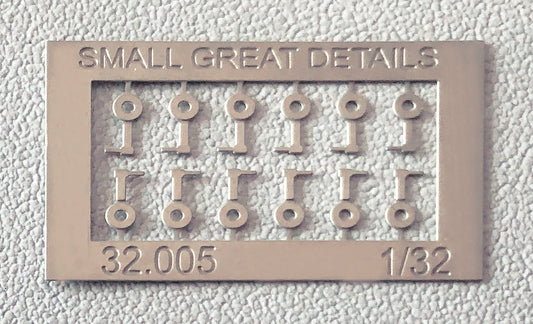 SMALL GREAT DETAILS
32.005 1/32